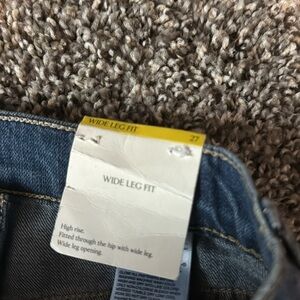 WIDE LEG FIT 27
WIDE LEG FIT
High rise.
Fitted through the hip with wide leg.
Wide leg opening.